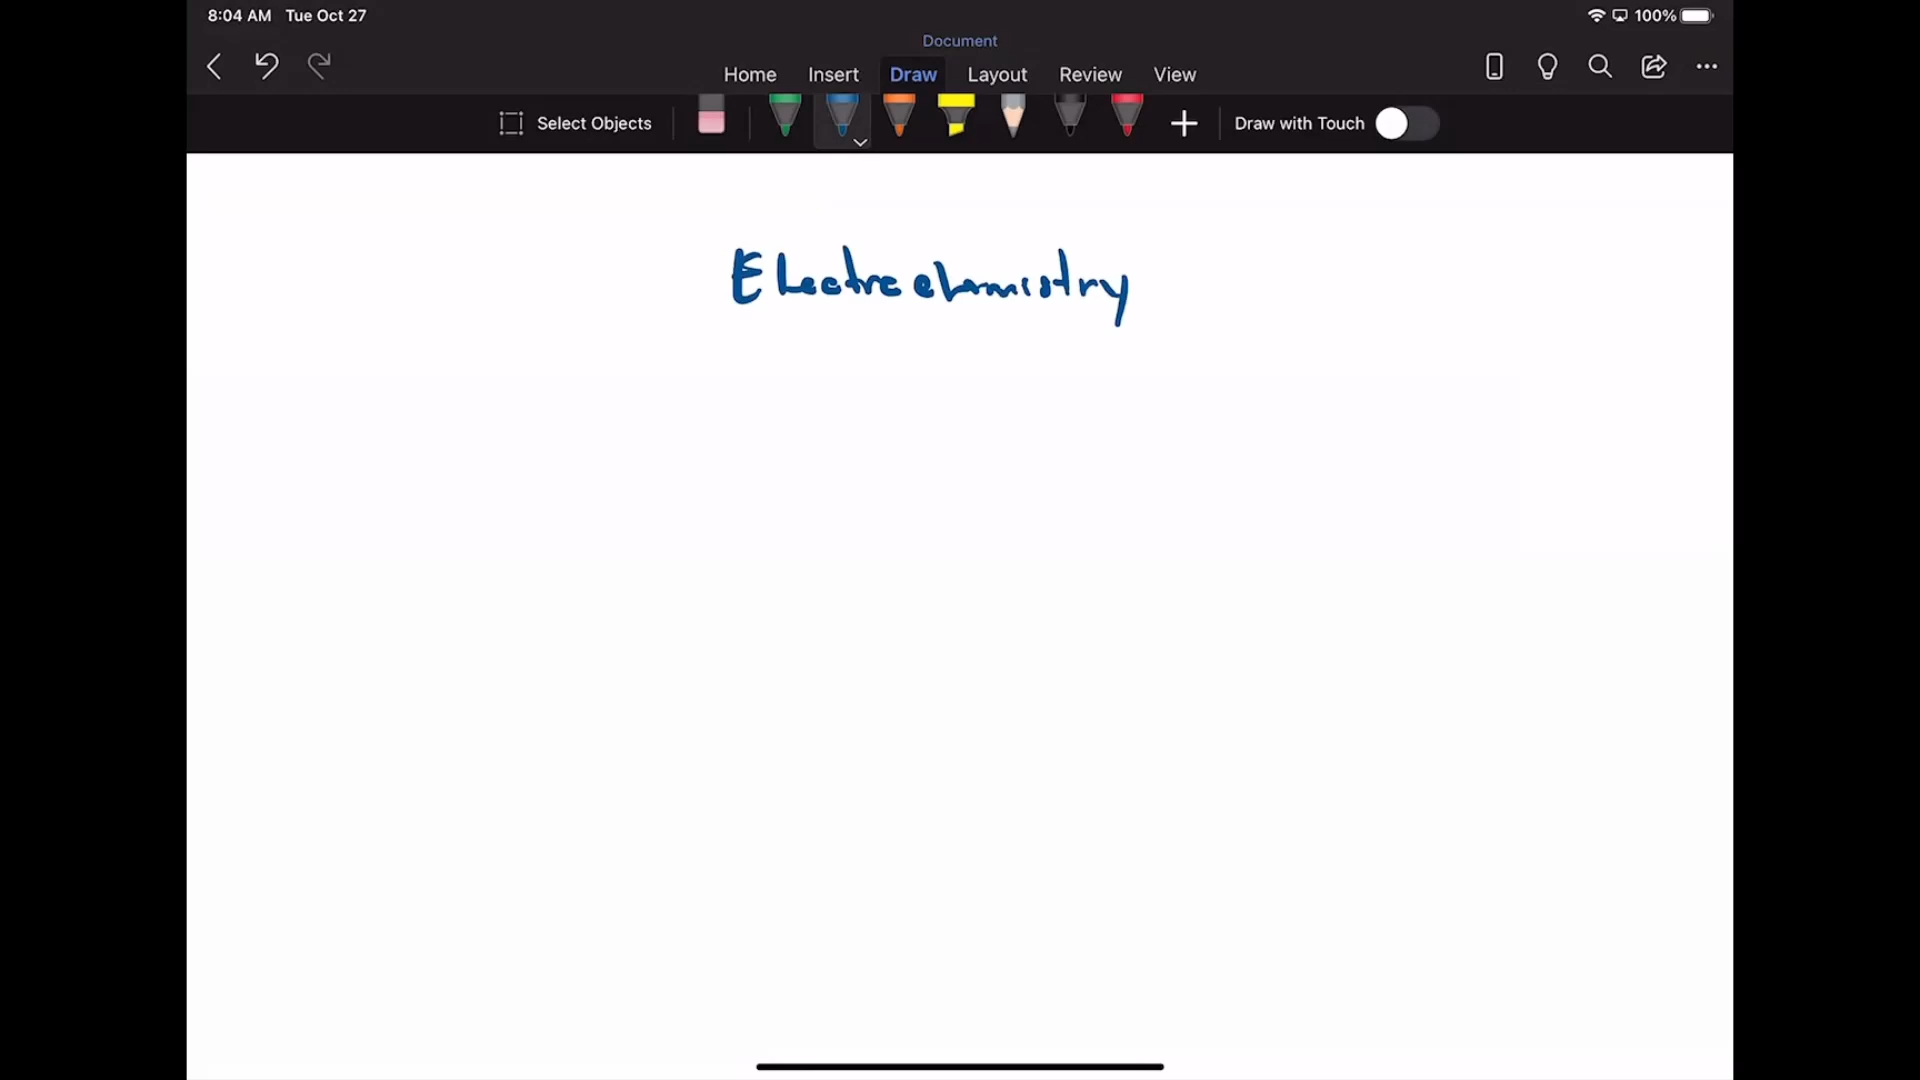 8:04 AM Tue Oct 27 100%
Document
Home Insert Draw Layout Review View
Select Objects Draw with Touch
Electrochemistry